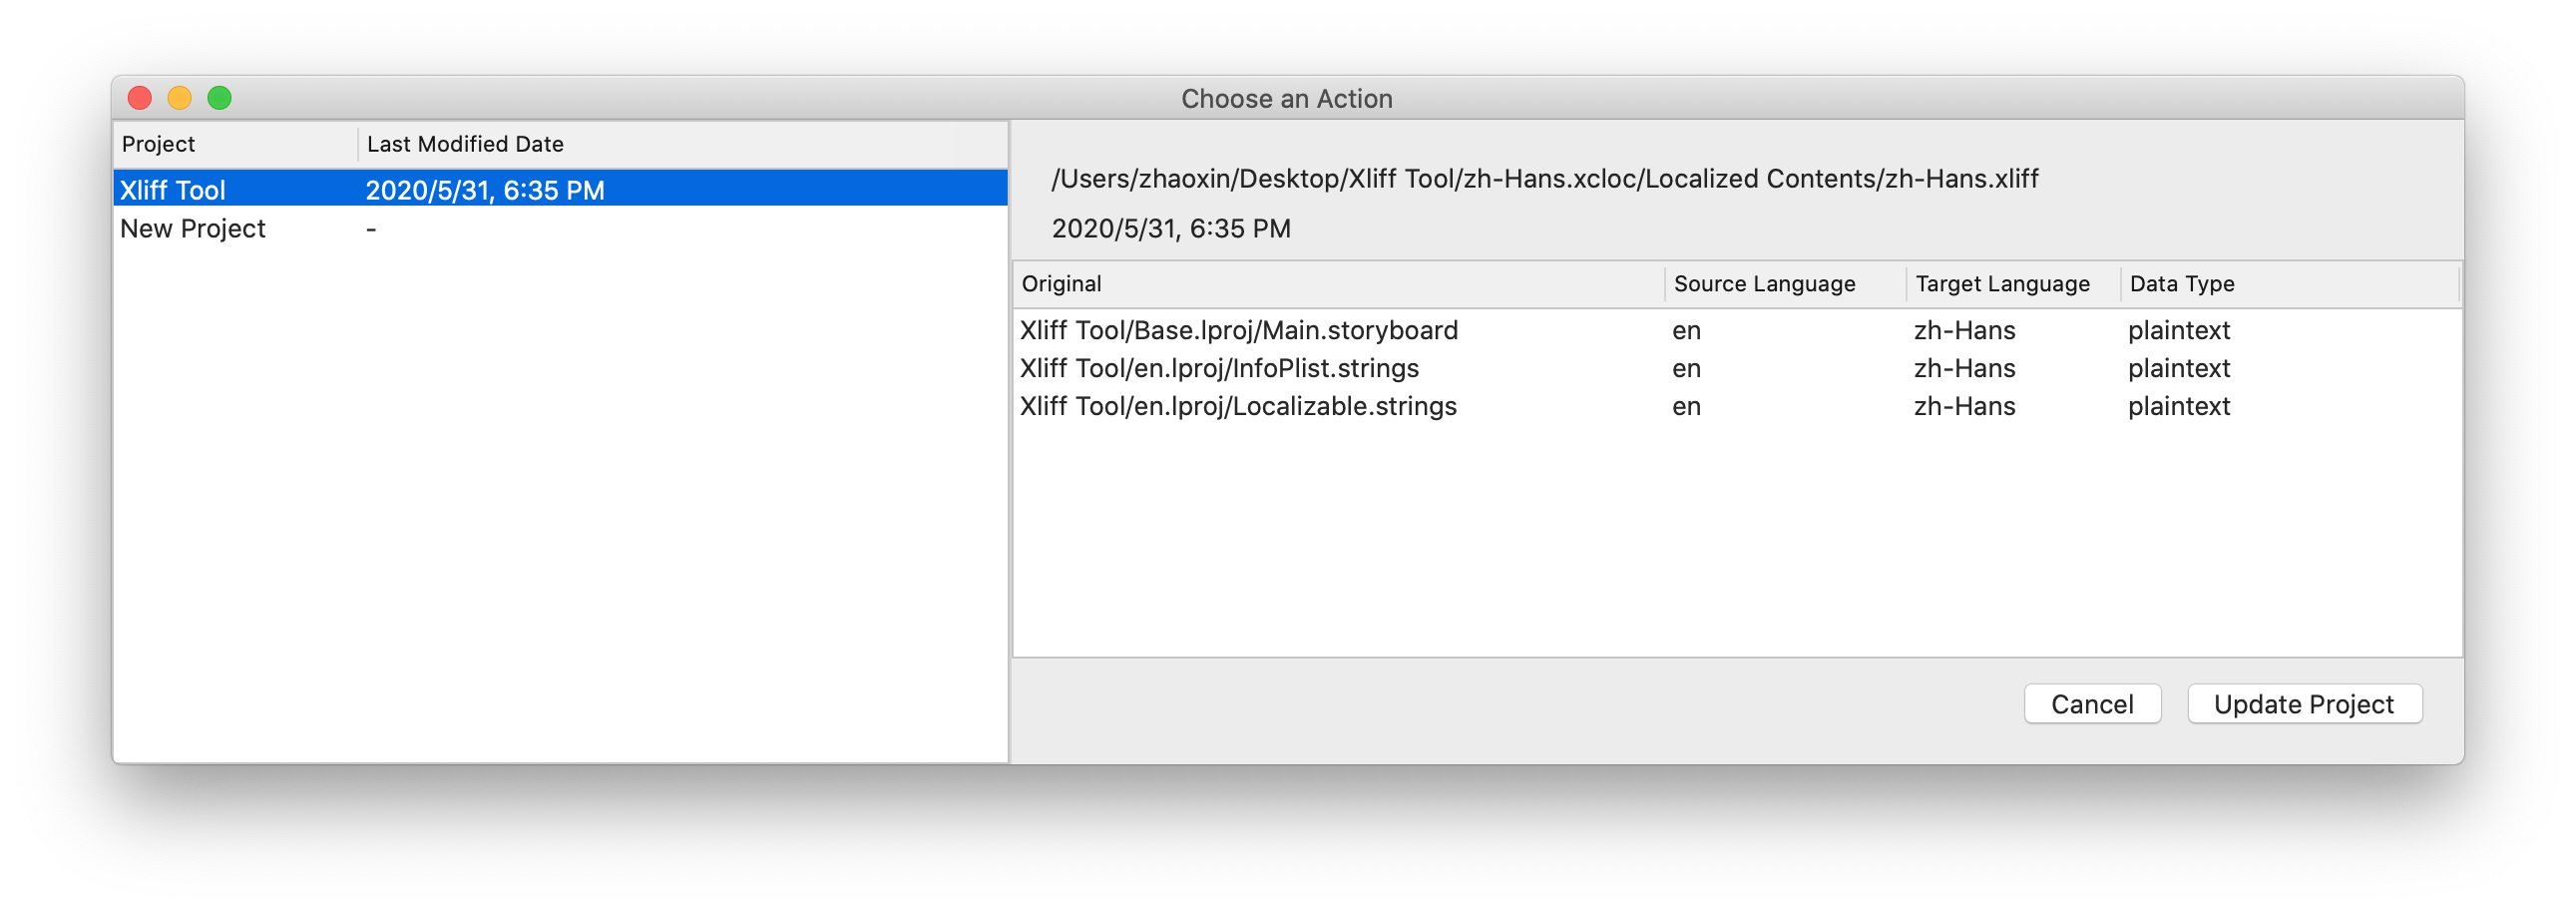 Choose an Action
Project Last Modified Date
Xliff Tool 2020/5/31, 6:35 PM
New Project -
/Users/zhaoxin/Desktop/Xliff Tool/zh-Hans.xcloc/Localized Contents/zh-Hans.xliff
2020/5/31, 6:35 PM
Original Source Language Target Language Data Type
Xliff Tool/Base.lproj/Main.storyboard en zh-Hans plaintext
Xliff Tool/en.lproj/InfoPlist.strings en zh-Hans plaintext
Xliff Tool/en.lproj/Localizable.strings en zh-Hans plaintext
Cancel Update Project